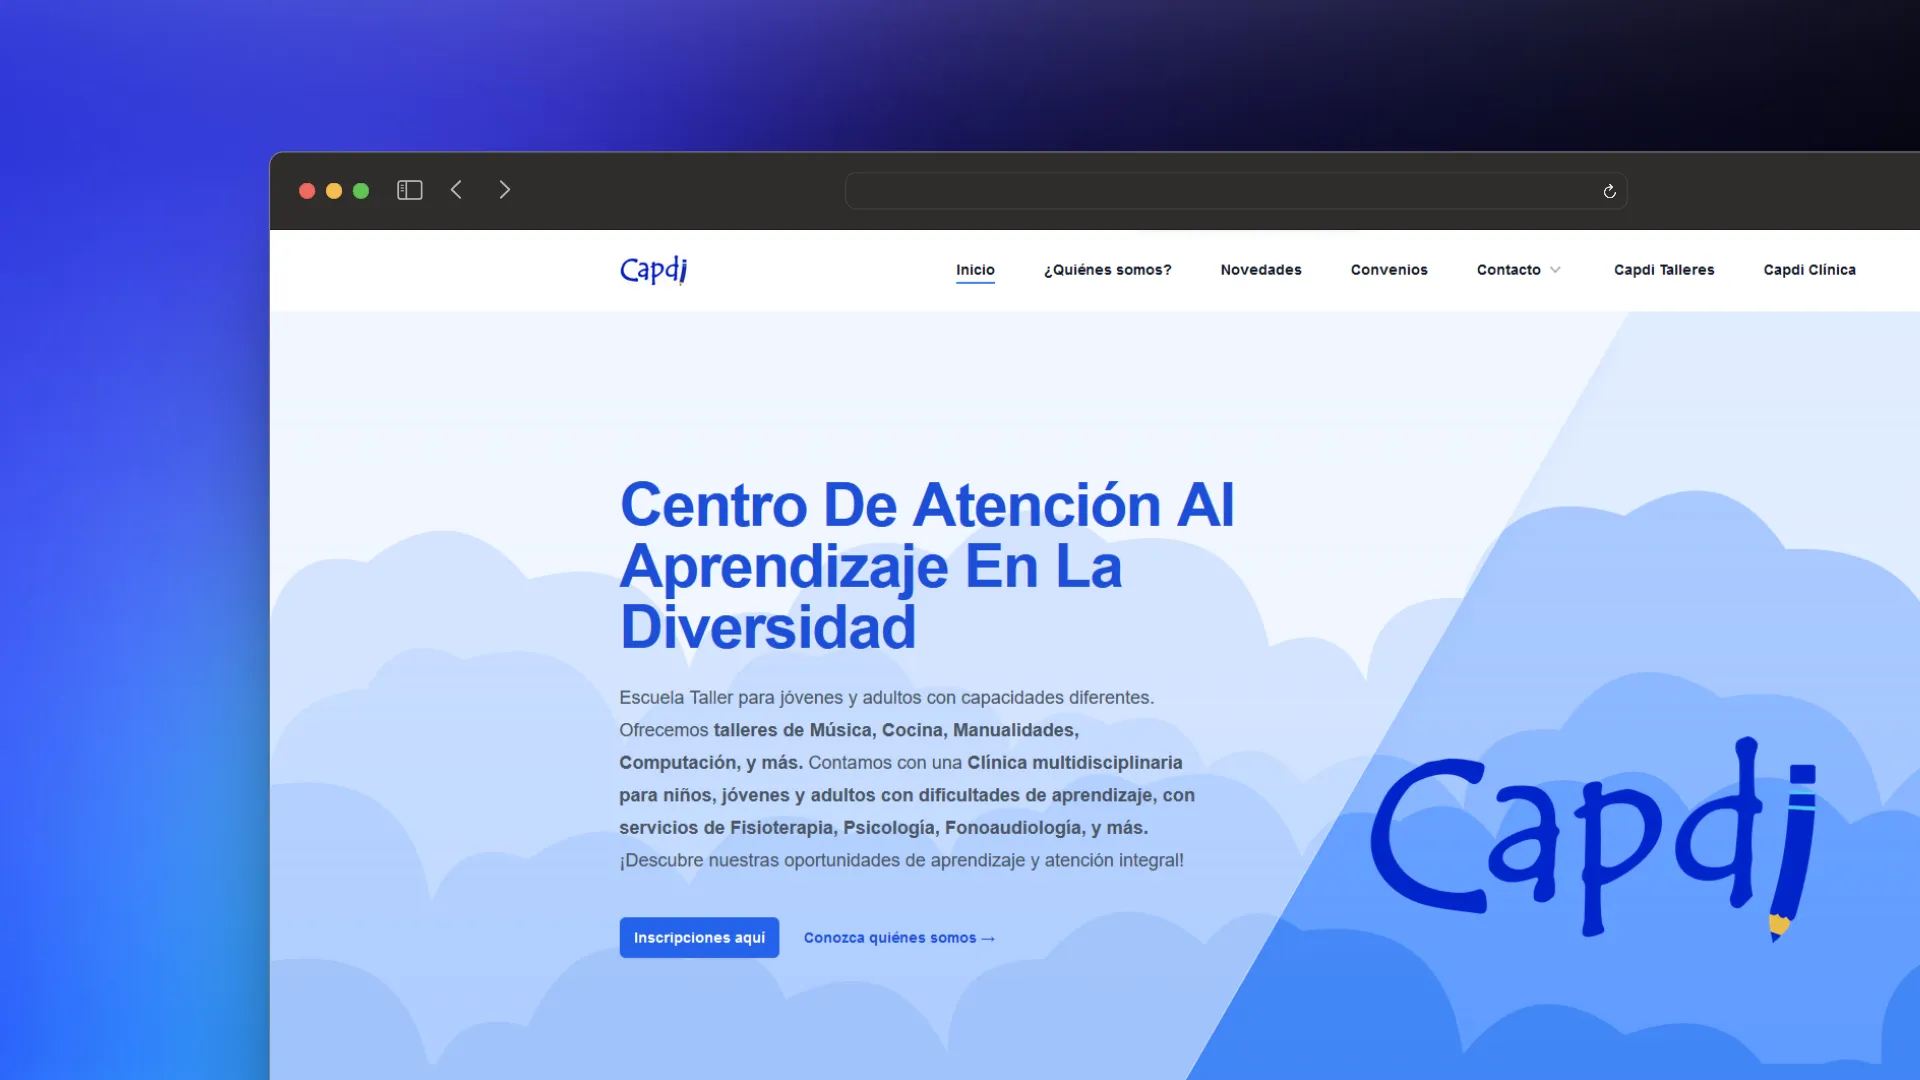 Capdi
Inicio
¿Quiénes somos?
Novedades
Convenios
Contacto
Capdi Talleres
Capdi Clínica
Centro De Atención Al
Aprendizaje En La
Diversidad
Escuela Taller para jóvenes y adultos con capacidades diferentes.
Ofrecemos talleres de Música, Cocina, Manualidades,
Computación, y más. Contamos con una Clínica multidisciplinaria
para niños, jóvenes y adultos con dificultades de aprendizaje, con
servicios de Fisioterapia, Psicología, Fonoaudiología, y más.
¡Descubre nuestras oportunidades de aprendizaje y atención integral!
Inscripciones aquí
Conozca quiénes somos →
Capdi